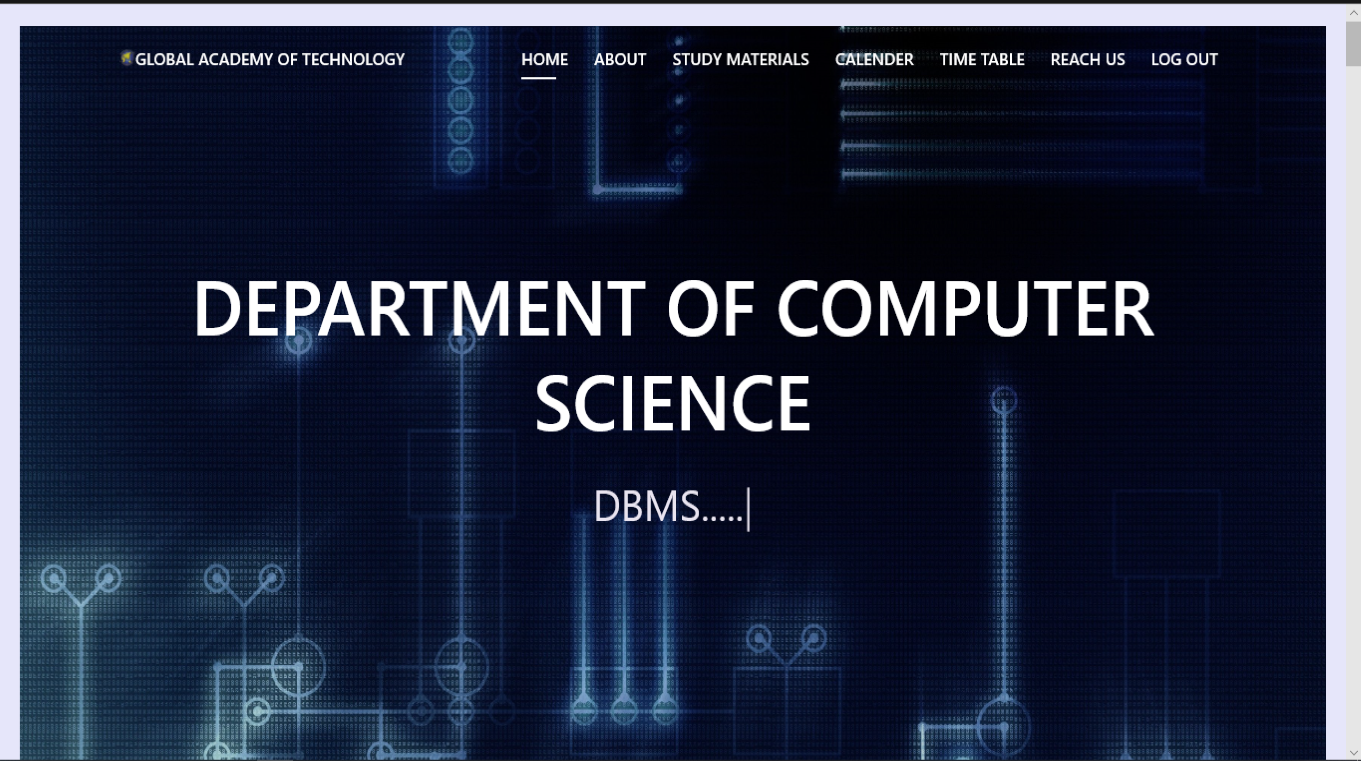 GLOBAL ACADEMY OF TECHNOLOGY HOME ABOUT STUDY MATERIALS CALENDER TIME TABLE REACH US LOG OUT
DEPARTMENT OF COMPUTER
SCIENCE
DBMS.....|